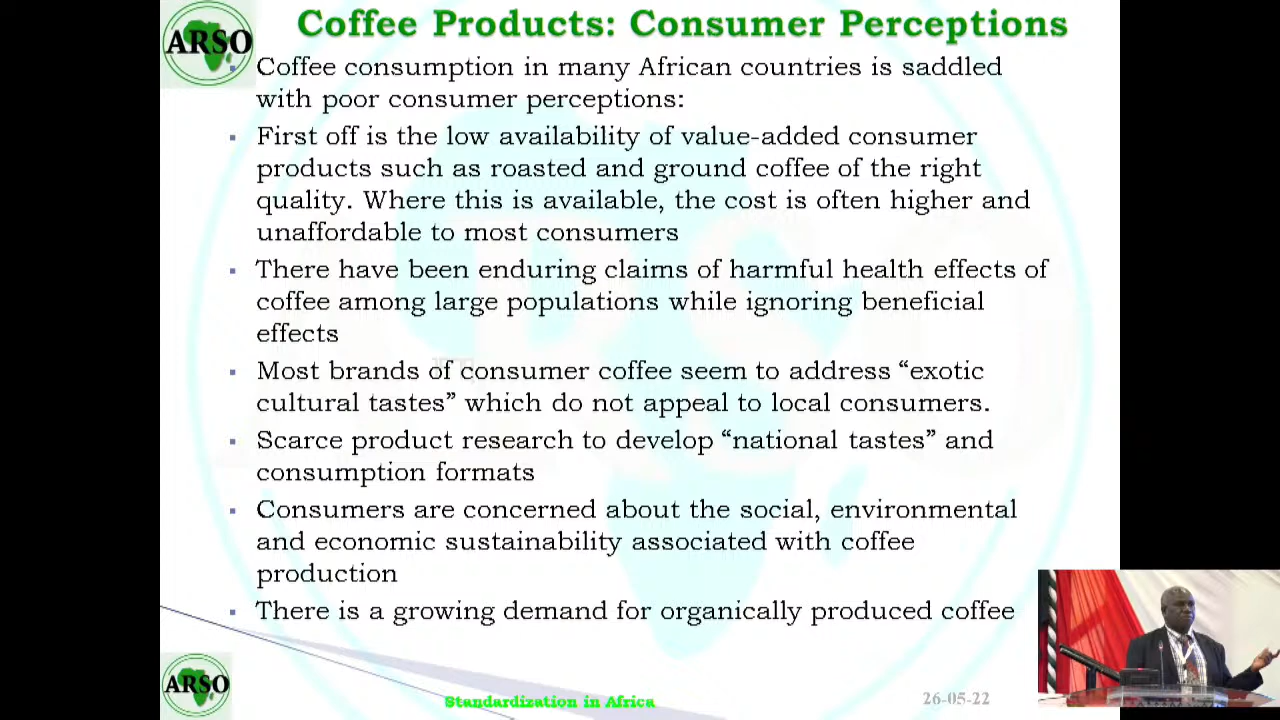 ARSO
Coffee Products: Consumer Perceptions
Coffee consumption in many African countries is saddled
with poor consumer perceptions:
First off is the low availability of value-added consumer
products such as roasted and ground coffee of the right
quality. Where this is available, the cost is often higher and
unaffordable to most consumers
There have been enduring claims of harmful health effects of
coffee among large populations while ignoring beneficial
effects
Most brands of consumer coffee seem to address “exotic
cultural tastes” which do not appeal to local consumers.
Scarce product research to develop “national tastes” and
consumption formats
Consumers are concerned about the social, environmental
and economic sustainability associated with coffee
production
There is a growing demand for organically produced coffee
ARSO
Standardization in Africa
26-05-22